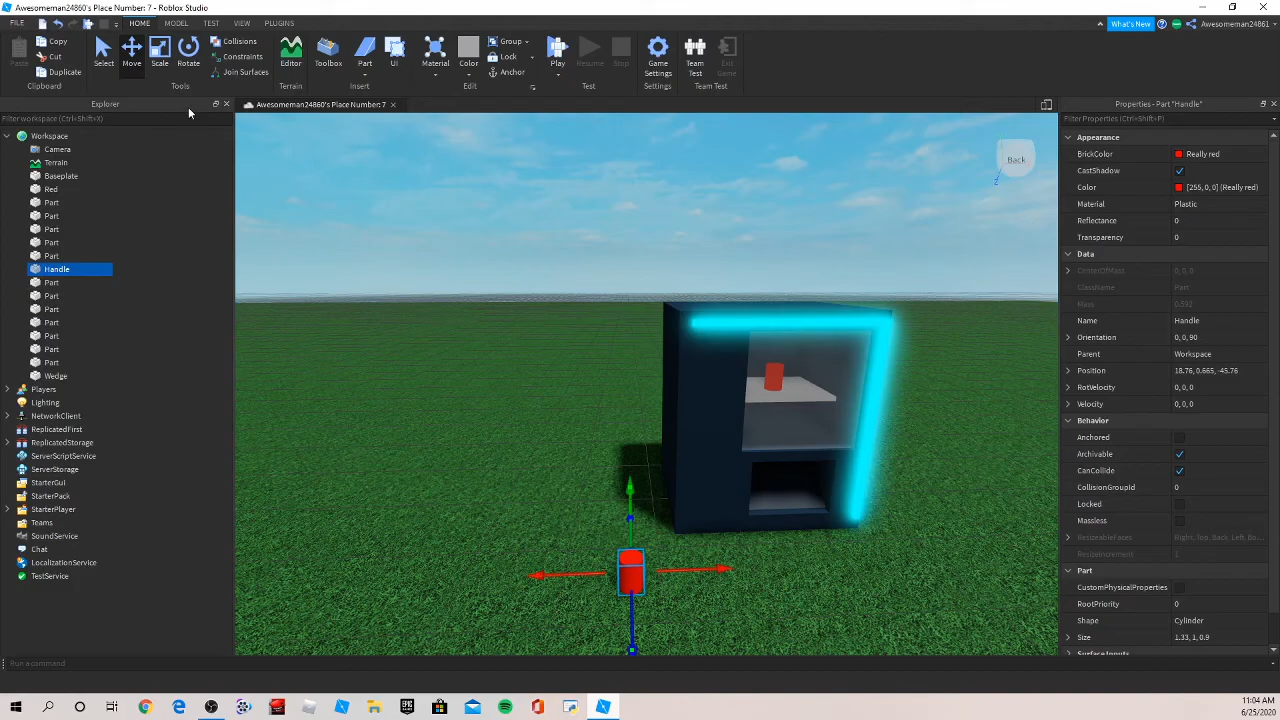 Awesomeman24860's Place Number: 7 - Roblox Studio
FILE HOME MODEL TEST VIEW PLUGINS What's New Awesomeman24861
Paste Copy Cut Duplicate Select Move Scale Rotate Collisions Constraints Join Surfaces Editor Toolbox Part UI Material Color Group Lock Anchor Play Resume Stop Game Settings Team Test Exit Game
Clipboard Tools Terrain Insert Edit Test Settings Team Test
Explorer
Filter workspace (Ctrl+Shift+X)
Workspace
Camera
Terrain
Baseplate
Red
Part
Part
Part
Part
Part
Handle
Part
Part
Part
Part
Part
Part
Part
Wedge
Players
Lighting
NetworkClient
ReplicatedFirst
ReplicatedStorage
ServerScriptService
ServerStorage
StarterGui
StarterPack
StarterPlayer
Teams
SoundService
Chat
LocalizationService
TestService
Awesomeman24860's Place Number: 7
Back
Properties - Part "Handle"
Filter Properties (Ctrl+Shift+P)
Appearance
BrickColor Really red
CastShadow
Color [255, 0, 0] (Really red)
Material Plastic
Reflectance 0
Transparency 0
Data
CenterOfMass 0, 0, 0
ClassName Part
Mass 0.592
Name Handle
Orientation 0, 0, 90
Parent Workspace
Position 18.76, 0.665, -45.76
RotVelocity 0, 0, 0
Velocity 0, 0, 0
Behavior
Anchored
Archivable
CanCollide
CollisionGroupId 0
Locked
Massless
ResizeableFaces Right, Top, Back, Left, Bo...
ResizeIncrement 1
Part
CustomPhysicalProperties
RootPriority 0
Shape Cylinder
Size 1.33, 1, 0.9
SurfaceInputs
Run a command
EPIC GAMES
11:04 AM
6/25/2020